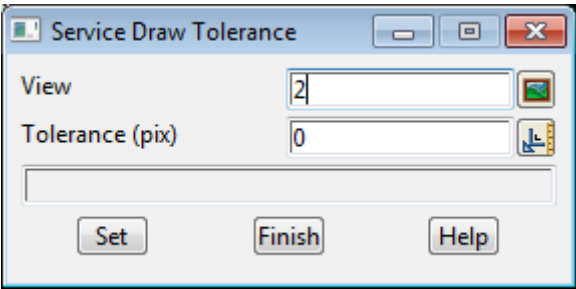 Service Draw Tolerance
View 2
Tolerance (pix) 0
Set Finish Help